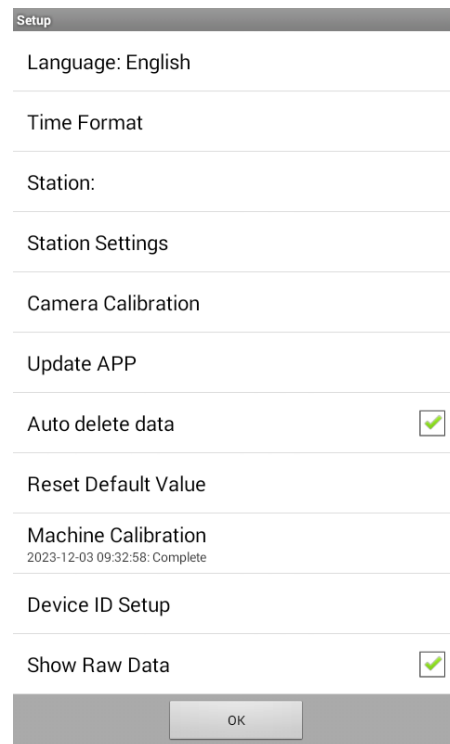 Setup
Language: English
Time Format
Station:
Station Settings
Camera Calibration
Update APP
Auto delete data
Reset Default Value
Machine Calibration
2023-12-03 09:32:58: Complete
Device ID Setup
Show Raw Data
OK